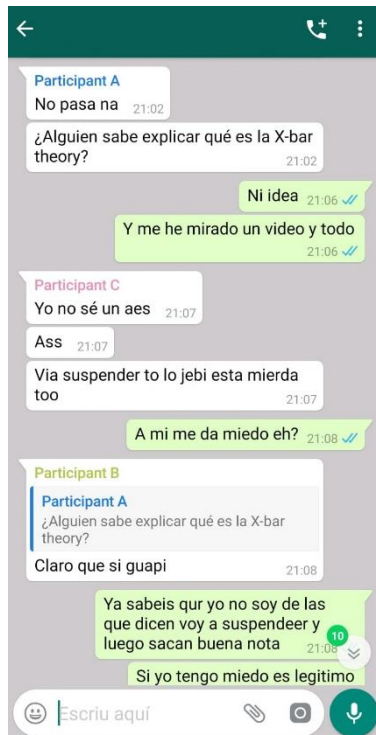 Participant A
No pasa na 21:02
¿Alguien sabe explicar qué es la X-bar
theory? 21:02
Ni idea 21:06
Y me he mirado un video y todo
21:06
Participant C
Yo no sé un aes 21:07
Ass 21:07
Via suspender to lo jebi esta mierda
too 21:07
A mi me da miedo eh? 21:08
Participant B
Participant A
¿Alguien sabe explicar qué es la X-bar
theory?
Claro que si guapi 21:08
Ya sabeis qur yo no soy de las
que dicen voy a suspendeer y
luego sacan buena nota 21:08
10
Si yo tengo miedo es legitimo
Escriu aquí